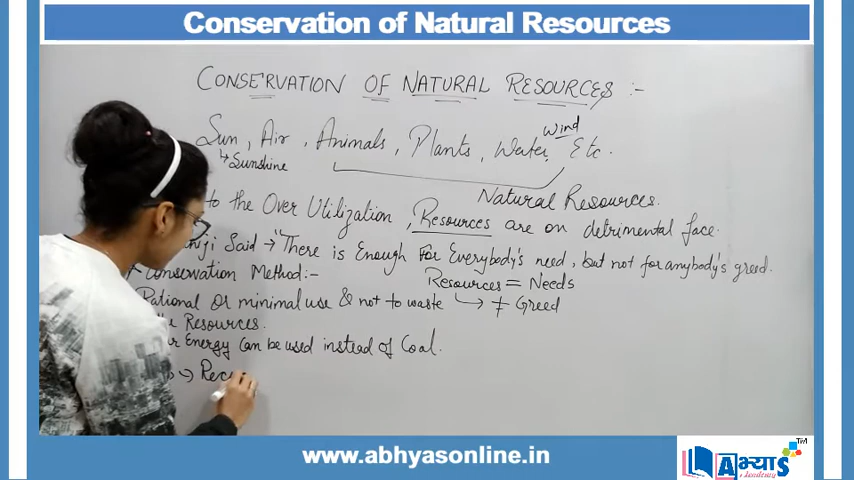 Conservation of Natural Resources
CONSERVATION OF NATURAL RESOURCES :-
Sun, Air, Animals, Plants, Water, Wind Etc.
↳ Sunshine
Natural Resources.
to the Over Utilization, Resources are on detrimental face.
Said → "There is Enough For Everybody's need, but not for anybody's greed.
Conservation Method:-
Resources = Needs
Rational or minimal use & not to waste
↳ ≠ Greed
Resources.
Energy Can be used instead of Coal.
www.abhyasonline.in
अभ्याS
Academy
TM